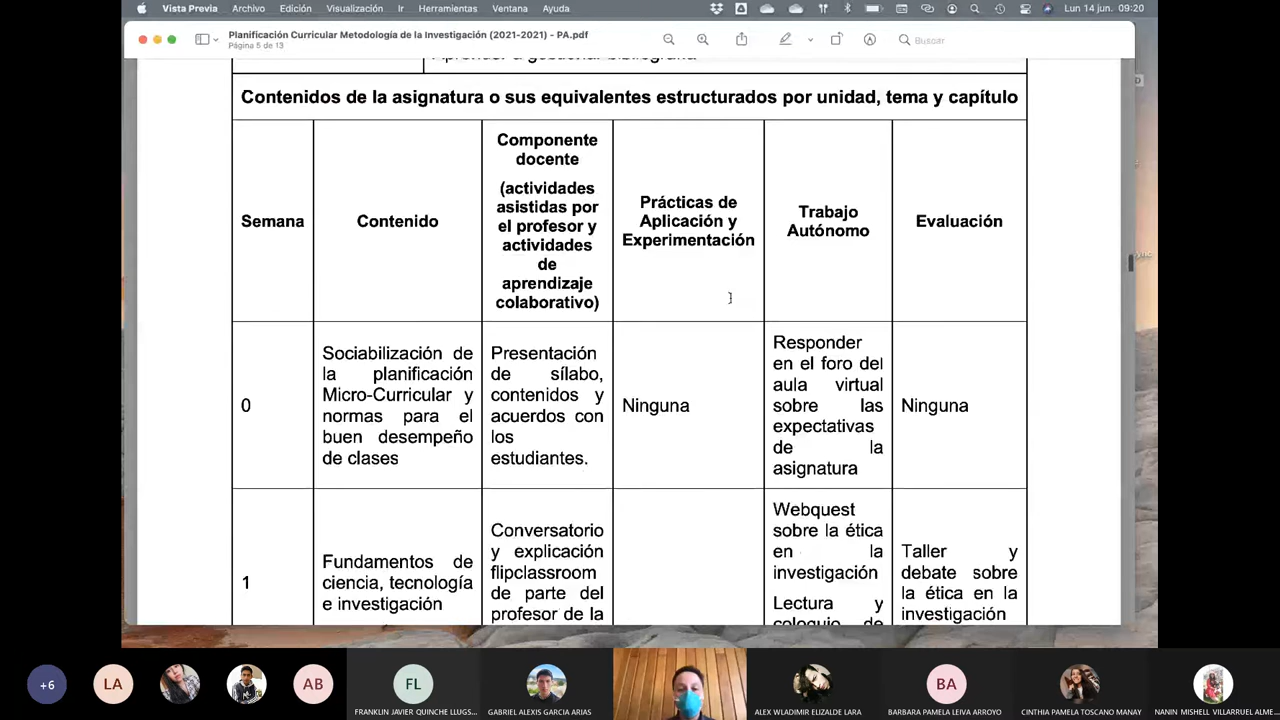 Vista Previa Archivo Edición Visualización Ir Herramientas Ventana Ayuda Lun 14 jun. 09:20
Planificación Curricular Metodología de la Investigación (2021-2021) - PA.pdf
Página 5 de 13
Buscar
Aprender a gestionar bibliografía
Contenidos de la asignatura o sus equivalentes estructurados por unidad, tema y capítulo
Semana
Contenido
Componente
docente
(actividades
asistidas por
el profesor y
actividades
de
aprendizaje
colaborativo)
Prácticas de
Aplicación y
Experimentación
Trabajo
Autónomo
Evaluación
0
Sociabilización de
la planificación
Micro-Curricular y
normas para el
buen desempeño
de clases
Presentación
de sílabo,
contenidos y
acuerdos con
los
estudiantes.
Ninguna
Responder
en el foro del
aula virtual
sobre las
expectativas
de la
asignatura
Ninguna
1
Fundamentos de
ciencia, tecnología
e investigación
Conversatorio
y explicación
flipclassroom
de parte del
profesor de la
Webquest
sobre la ética
en la
investigación
Lectura y
coloquio de
Taller y
debate sobre
la ética en la
investigación
+6
LA
AB
FL
BA
FRANKLIN JAVIER QUINCHE LLUGS...
GABRIEL ALEXIS GARCIA ARIAS
ALEX WLADIMIR ELIZALDE LARA
BARBARA PAMELA LEIVA ARROYO
CINTHIA PAMELA TOSCANO MANAY
NANIN MISHELL VILLARRUEL ALME